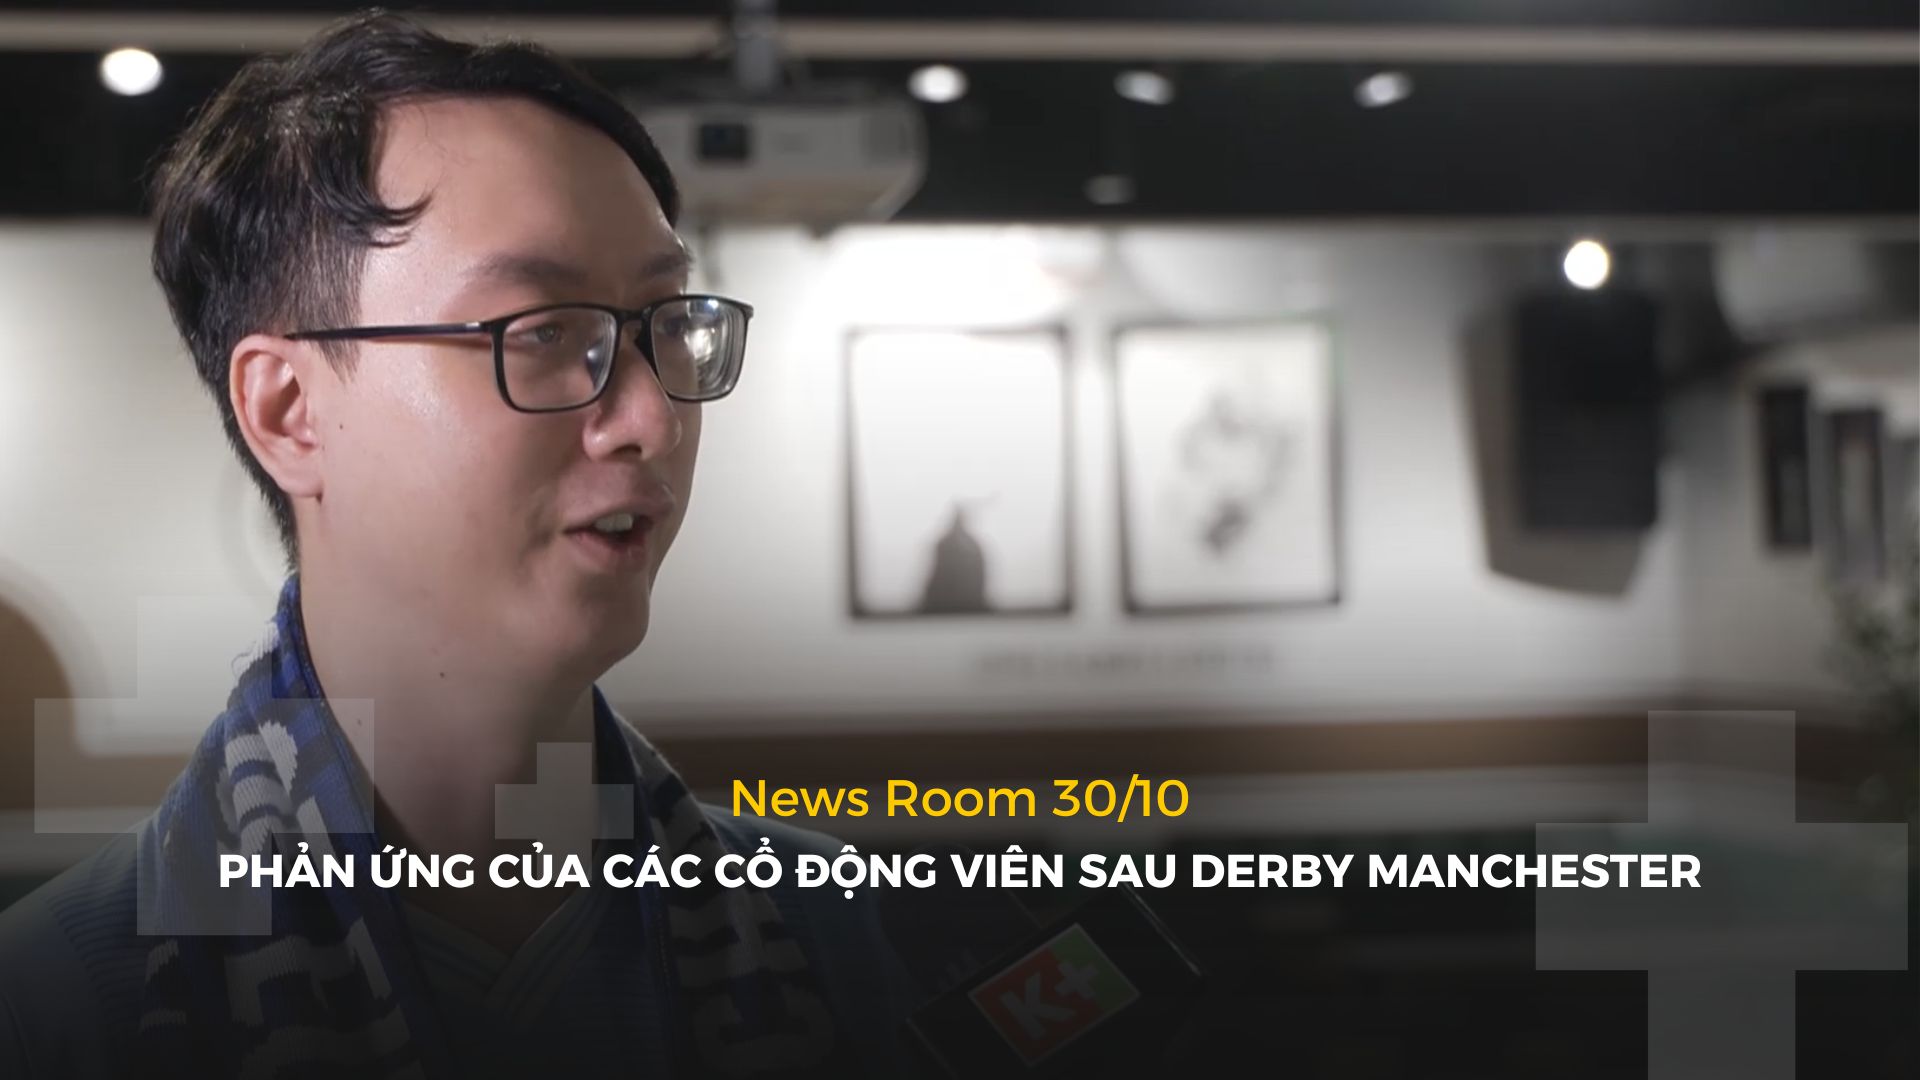 News Room 30/10
PHẢN ỨNG CỦA CÁC CỔ ĐỘNG VIÊN SAU DERBY MANCHESTER
K+